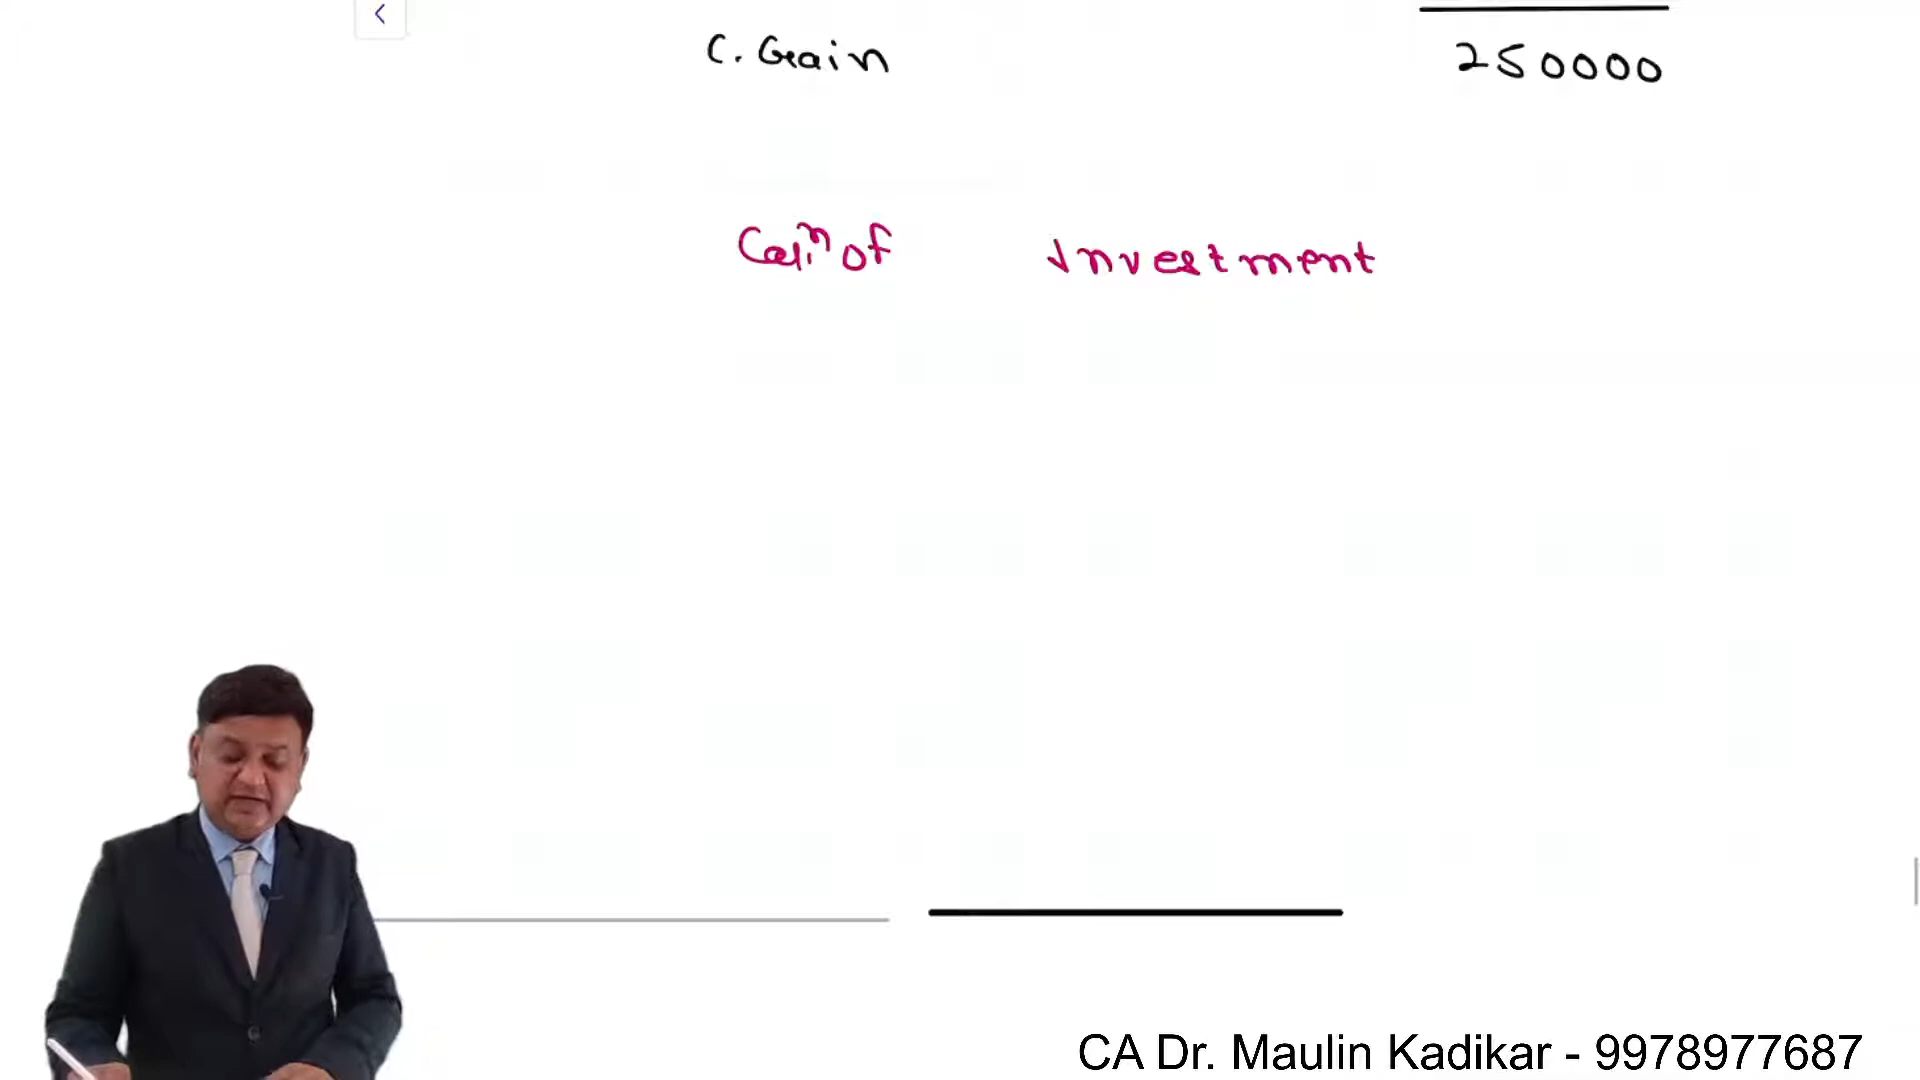 C. Gain 250000
Caln of Investment
CA Dr. Maulin Kadikar - 9978977687